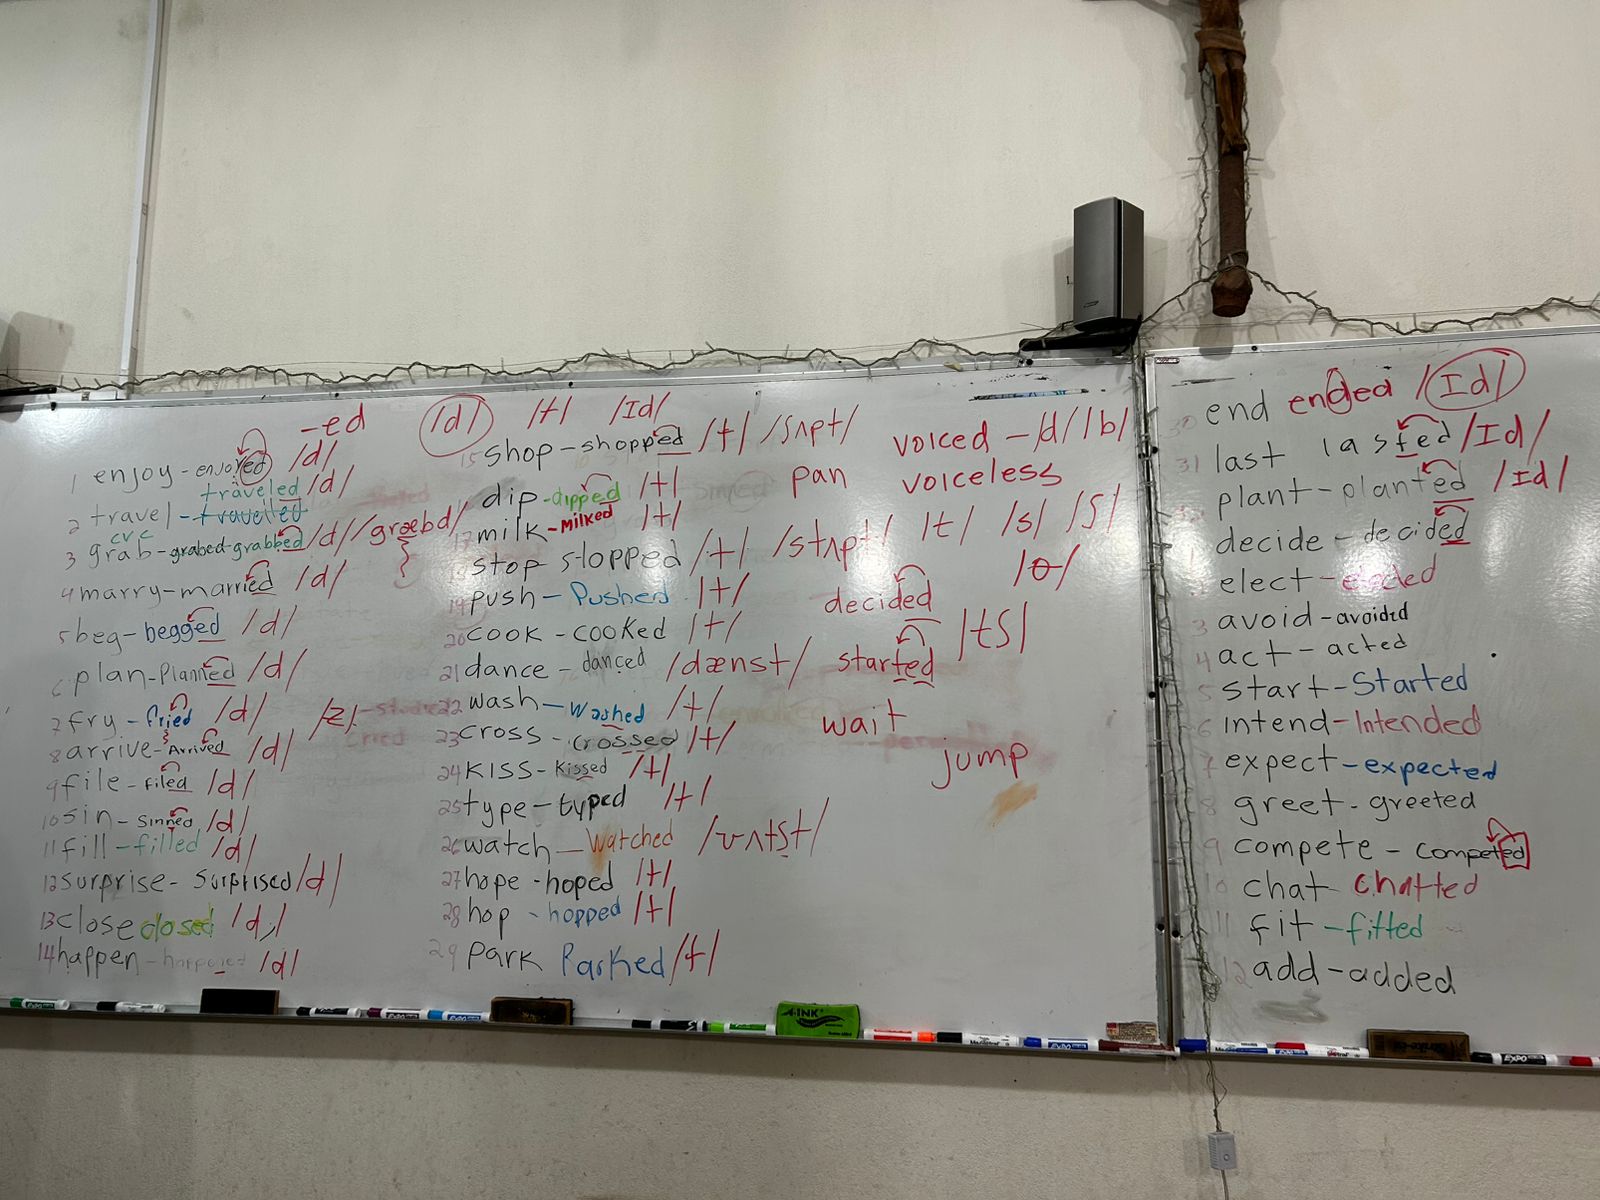 -ed
/d/ /t/ /Id/
1 enjoy - enjoyed /d/
traveled /d/
2 travel - travelled
cvc
3 grab - grabed - grabbed /d/ /græbd/
4 marry - married /d/
5 beg - begged /d/
6 plan - Planned /d/
7 fry - fried /d/ /z/
8 arrive - Arrived /d/
9 file - filed /d/
10 sin - Sinned /d/
11 fill - filled /d/
12 surprise - Surprised /d/
13 close closed /d/
14 happen - happened /d/
15 shop - shopped /t/ /ʃʌpt/
dip - dipped /t/
17 milk - Milked /t/
stop stopped /t/ /stʌpt/
19 push - Pushed /t/
20 cook - cooked /t/
21 dance - danced /dænst/
22 wash - washed /t/
23 cross - crossed /t/
24 KISS - Kissed /t/
25 type - typed /t/
26 watch - Watched /wʌtʃt/
27 hope - hoped /t/
28 hop - hopped /t/
29 Park Parked /t/
voiced - /d/ /b/
pan voiceless
/t/ /s/ /ʃ/
/θ/
decided
/tʃ/
started
wait
jump
30 end ended /Id/
31 last lasted /Id/
plant - planted /Id/
decide - decided
elect - elected
3 avoid - avoided
4 act - acted
5 start - Started
6 intend - Intended
7 expect - expected
8 greet - greeted
9 compete - competed
10 chat Chatted
11 fit - fitted
12 add - added
A-INK
EXPO